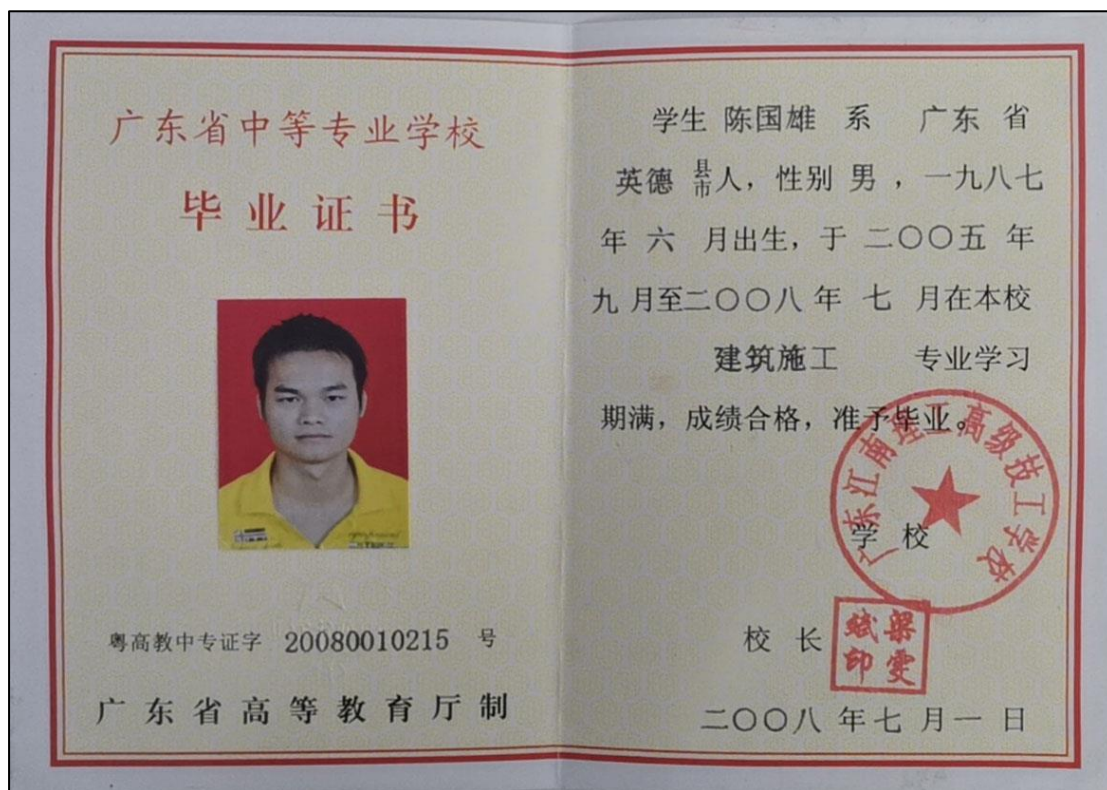 广东省中等专业学校
毕业证书
粤高教中专证字 20080010215 号
广东省高等教育厅制
学生 陈国雄 系 广东 省
英德 县市人，性别 男，一九八七
年 六 月出生，于 二〇〇五 年
九 月至二〇〇八 年 七 月在本校
建筑施工 专业学习
期满，成绩合格，准予毕业。
广东江南理工高级技工学校
学 校
校 长
梁雯
斌印
二〇〇八 年 七 月 一 日